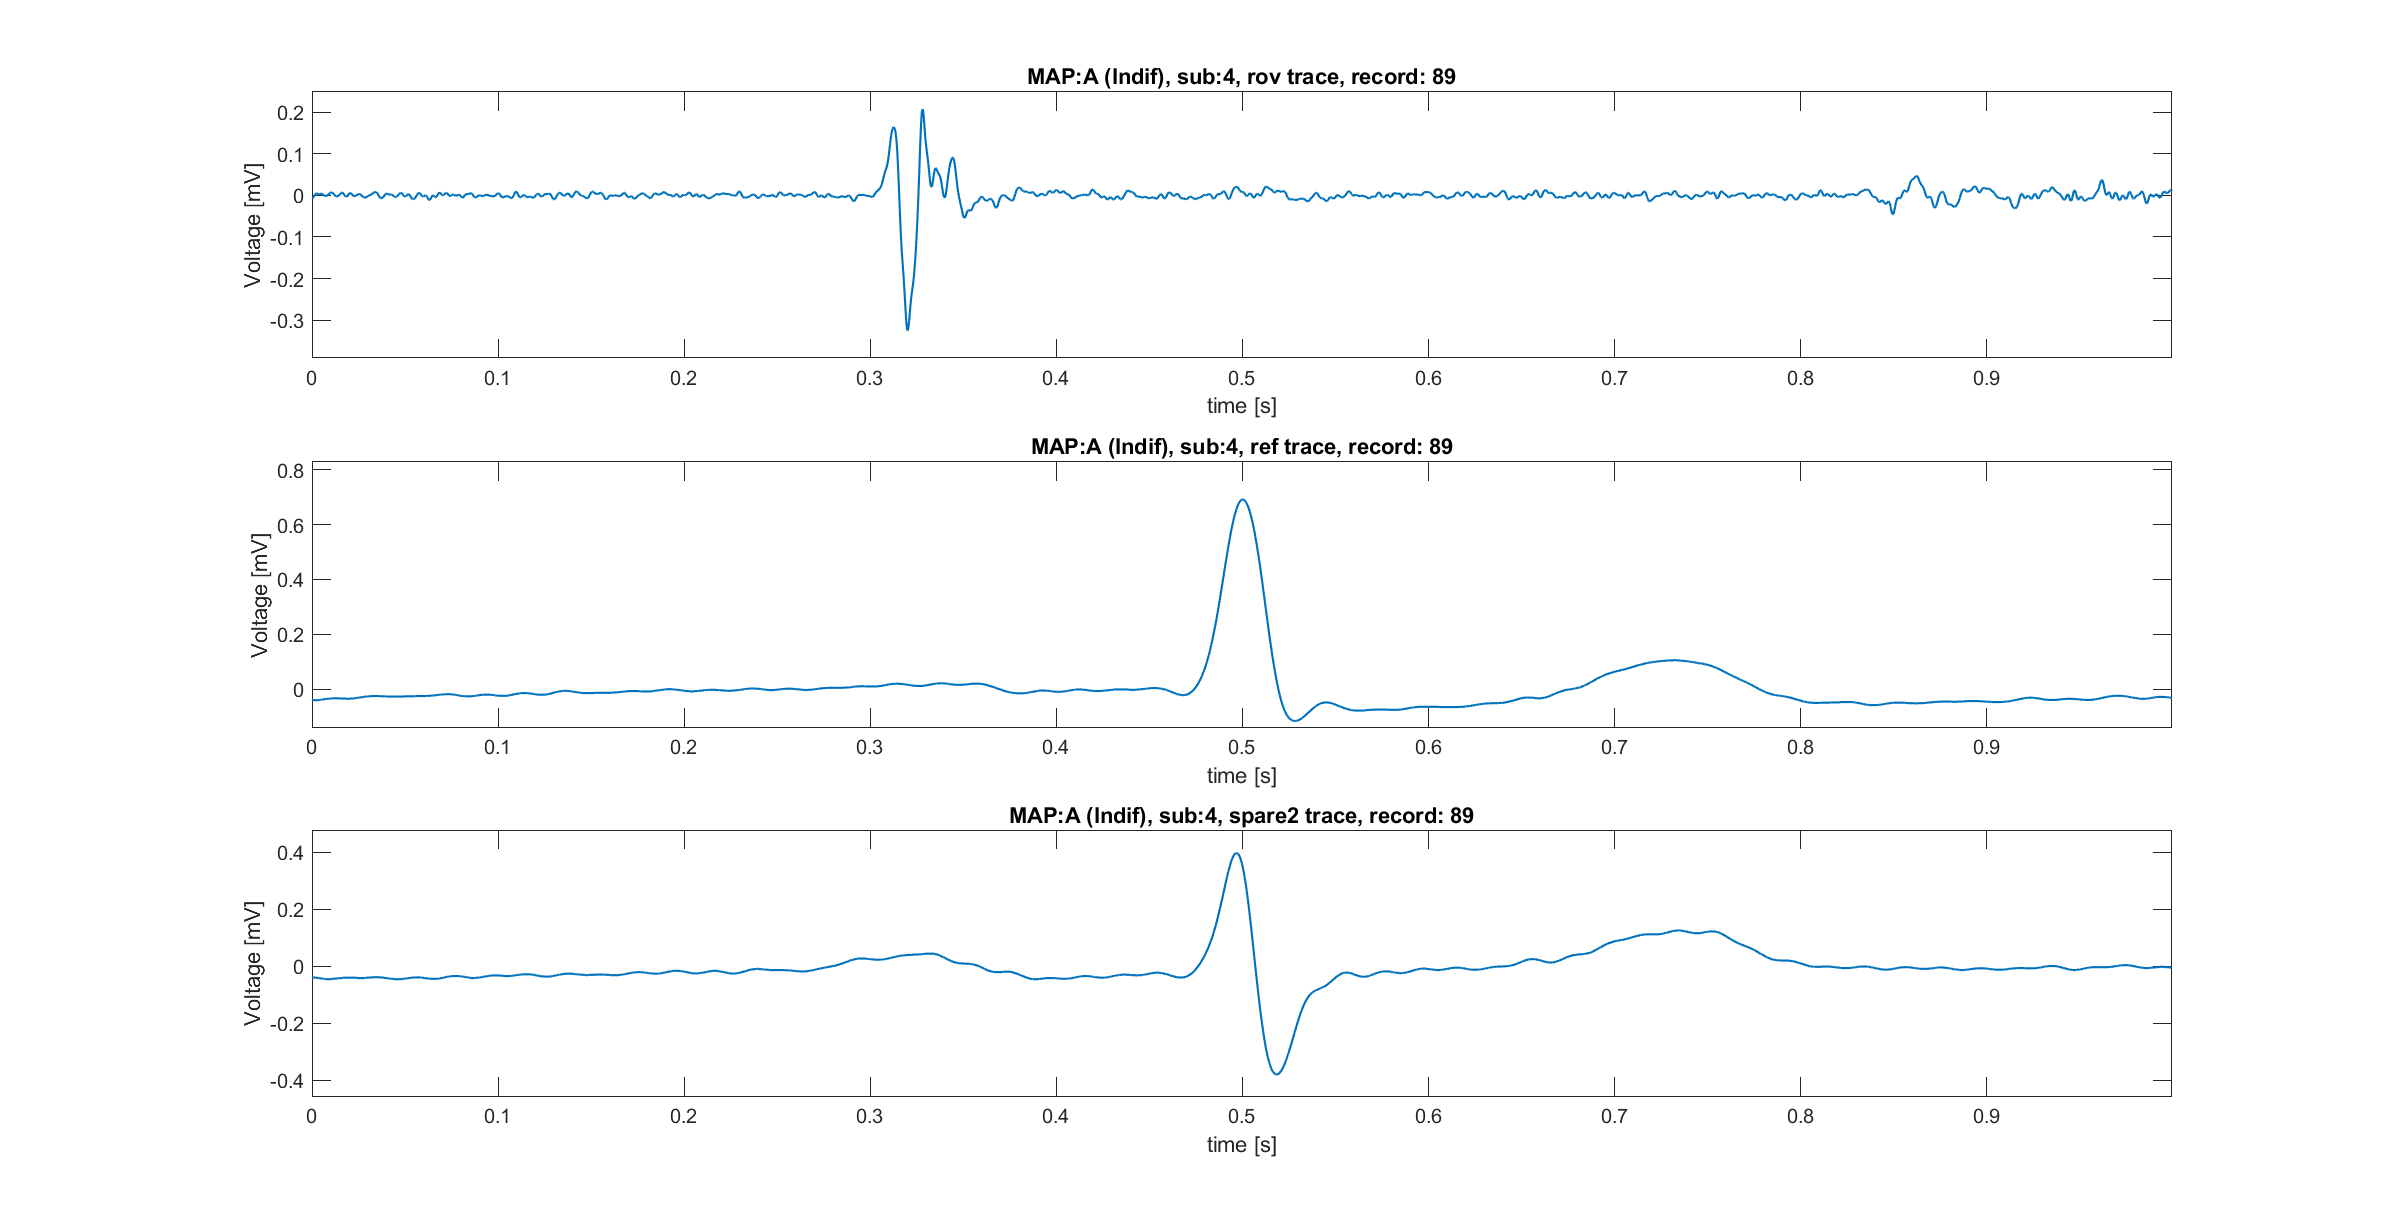 MAP:A (Indif), sub:4, rov trace, record: 89
Voltage [mV]
0.2
0.1
0
-0.1
-0.2
-0.3
0 0.1 0.2 0.3 0.4 0.5 0.6 0.7 0.8 0.9
time [s]
MAP:A (Indif), sub:4, ref trace, record: 89
Voltage [mV]
0.8
0.6
0.4
0.2
0
0 0.1 0.2 0.3 0.4 0.5 0.6 0.7 0.8 0.9
time [s]
MAP:A (Indif), sub:4, spare2 trace, record: 89
Voltage [mV]
0.4
0.2
0
-0.2
-0.4
0 0.1 0.2 0.3 0.4 0.5 0.6 0.7 0.8 0.9
time [s]